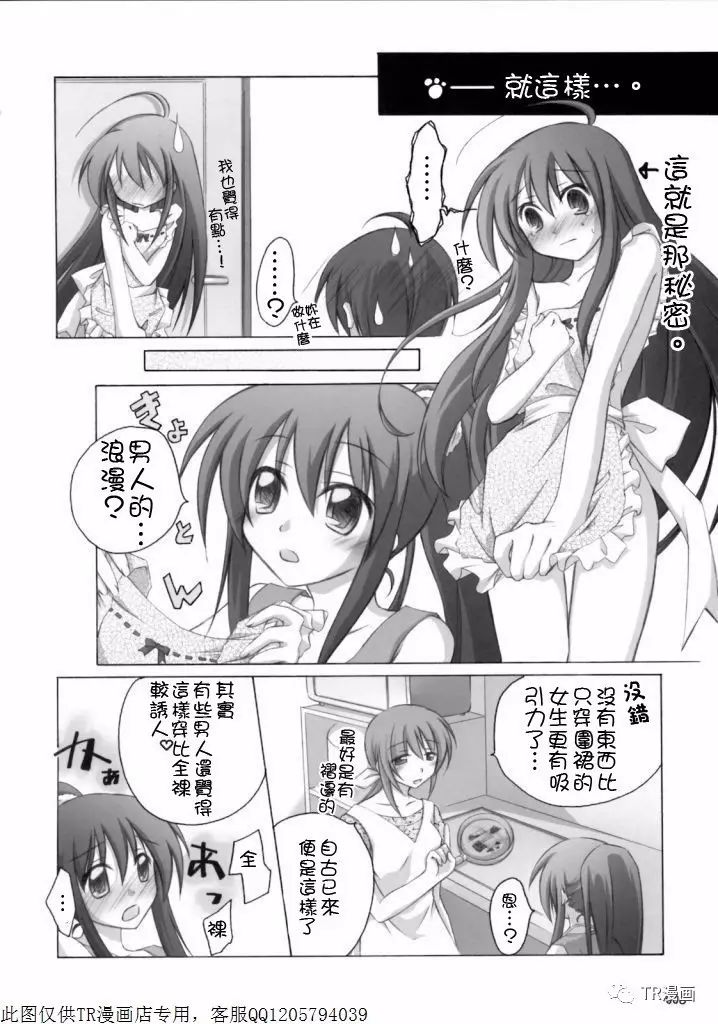 就這樣…。
這就是那秘密。
……
什麼？
……？
妳在
做什麼
我也覺得
有點…！
男人的…
浪漫？
きょ
とん
沒錯
沒有東西比
只穿圍裙的
女生更有吸
引力了…
恩…？
最好是有
褶邊的
自古已來
便是這樣了
其實
有些男人還覺得
這樣穿比全裸
較誘人♡
全
裸
かぁぁ
あっ
…
TR漫画
此图仅供TR漫画店专用，客服QQ1205794039